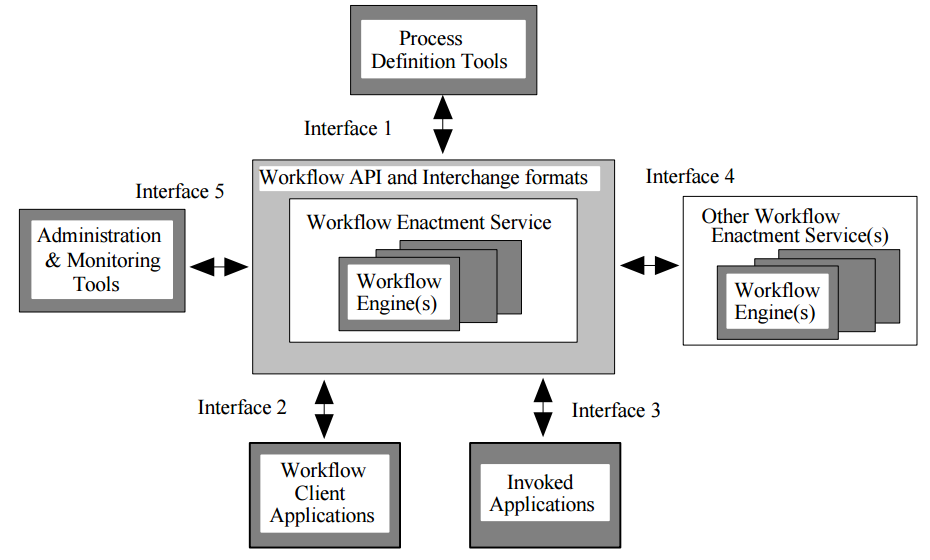 Process
Definition Tools
Interface 1
Workflow API and Interchange formats
Interface 5
Interface 4
Administration
& Monitoring
Tools
Workflow Enactment Service
Workflow
Engine(s)
Other Workflow
Enactment Service(s)
Workflow
Engine(s)
Interface 2
Interface 3
Workflow
Client
Applications
Invoked
Applications